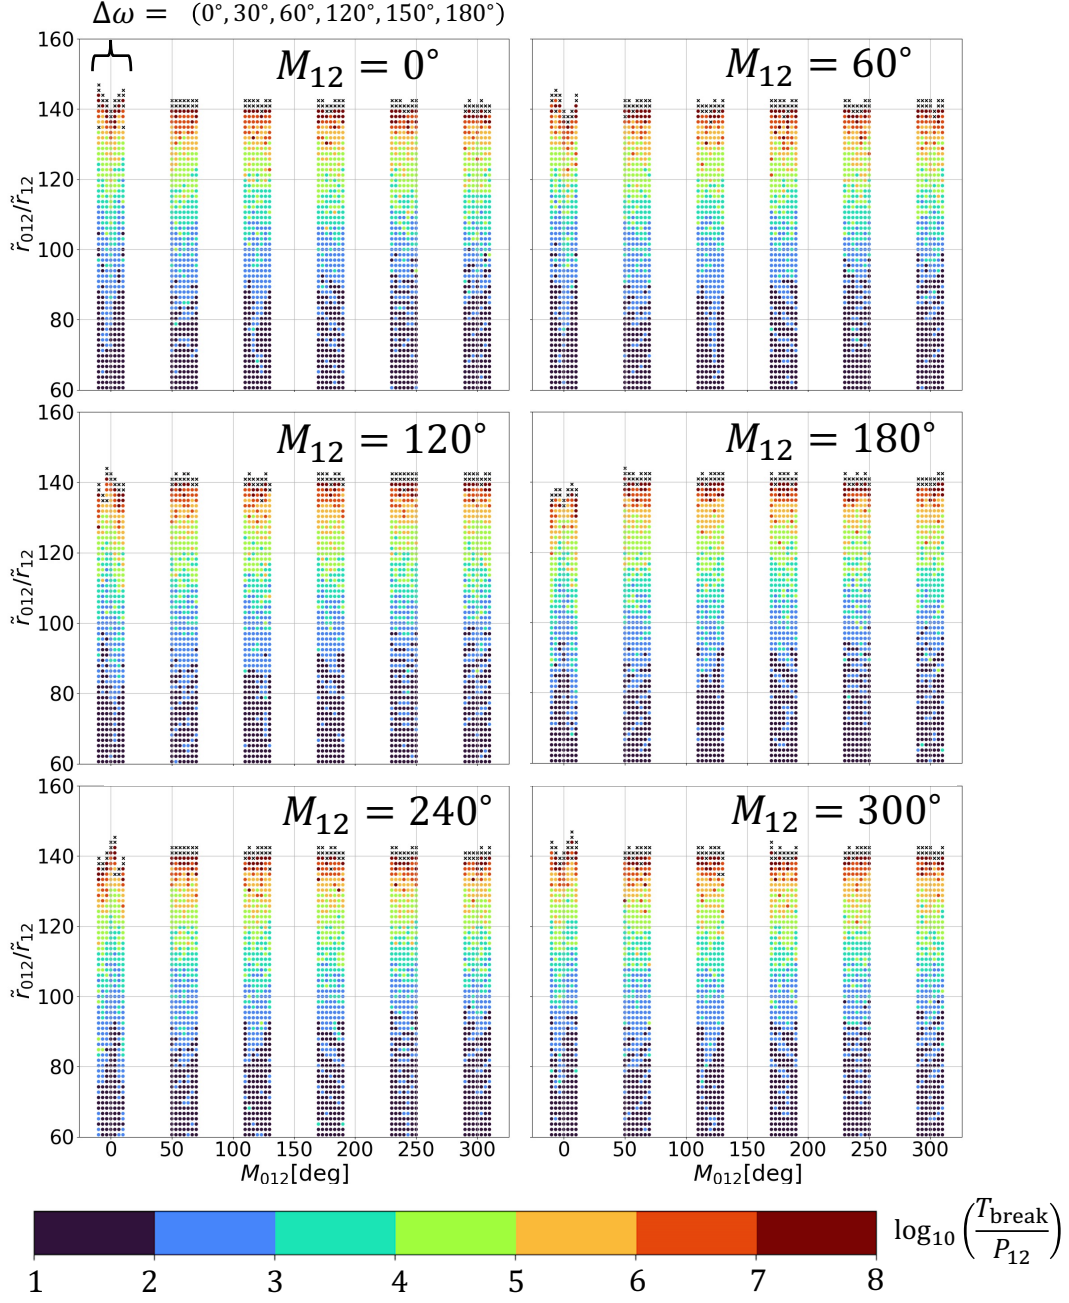 Δω = (0°, 30°, 60°, 120°, 150°, 180°)
M₁₂ = 0°
M₁₂ = 60°
160
140
120
100
80
60
r̃₀₁₂/r̃₁₂
M₁₂ = 120°
M₁₂ = 180°
160
140
120
100
80
60
r̃₀₁₂/r̃₁₂
M₁₂ = 240°
M₁₂ = 300°
160
140
120
100
80
60
r̃₀₁₂/r̃₁₂
0 50 100 150 200 250 300
0 50 100 150 200 250 300
M₀₁₂[deg]
M₀₁₂[deg]
log₁₀ (T_break / P₁₂)
1 2 3 4 5 6 7 8